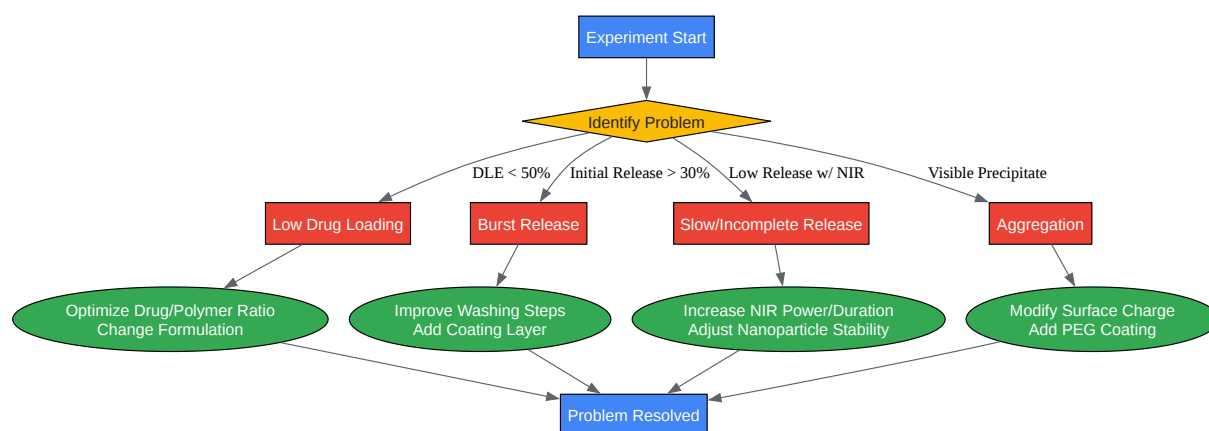 Experiment Start
Identify Problem
DLE < 50%
Initial Release > 30%
Low Release w/ NIR
Visible Precipitate
Low Drug Loading
Burst Release
Slow/Incomplete Release
Aggregation
Optimize Drug/Polymer Ratio
Change Formulation
Improve Washing Steps
Add Coating Layer
Increase NIR Power/Duration
Adjust Nanoparticle Stability
Modify Surface Charge
Add PEG Coating
Problem Resolved